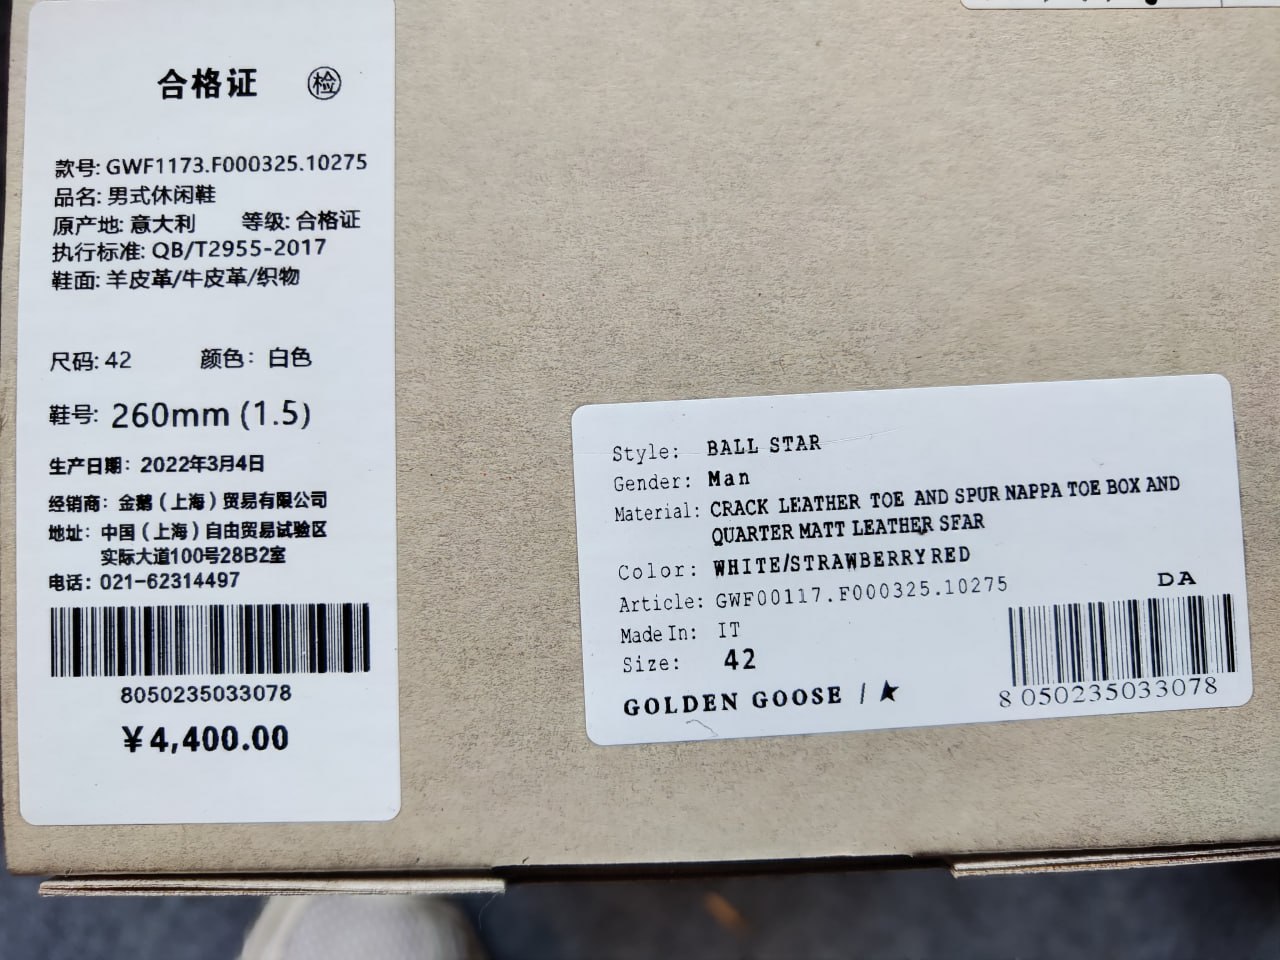 合格证 检
款号: GWF1173.F000325.10275
品名: 男式休闲鞋
原产地: 意大利 等级: 合格证
执行标准: QB/T2955-2017
鞋面: 羊皮革/牛皮革/织物
尺码: 42 颜色: 白色
鞋号: 260mm (1.5)
生产日期: 2022年3月4日
经销商: 金鹅（上海）贸易有限公司
地址: 中国（上海）自由贸易试验区
实际大道100号28B2室
电话: 021-62314497
8050235033078
¥4,400.00
Style: BALL STAR
Gender: Man
Material: CRACK LEATHER TOE AND SPUR NAPPA TOE BOX AND
QUARTER MATT LEATHER SFAR
Color: WHITE/STRAWBERRY RED
Article: GWF00117.F000325.10275
DA
Made In: IT
Size: 42
GOLDEN GOOSE / ★
8 050235033078